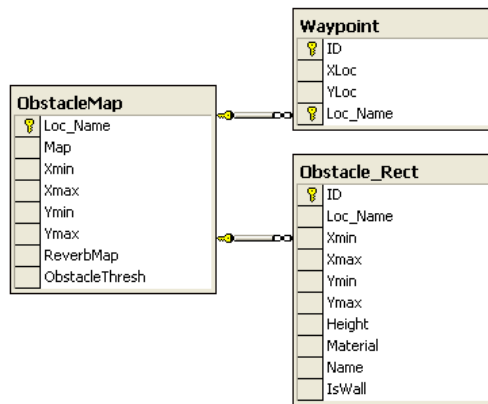 ObstacleMap
Loc_Name
Map
Xmin
Xmax
Ymin
Ymax
ReverbMap
ObstacleThresh
Waypoint
ID
XLoc
YLoc
Loc_Name
Obstacle_Rect
ID
Loc_Name
Xmin
Xmax
Ymin
Ymax
Height
Material
Name
IsWall